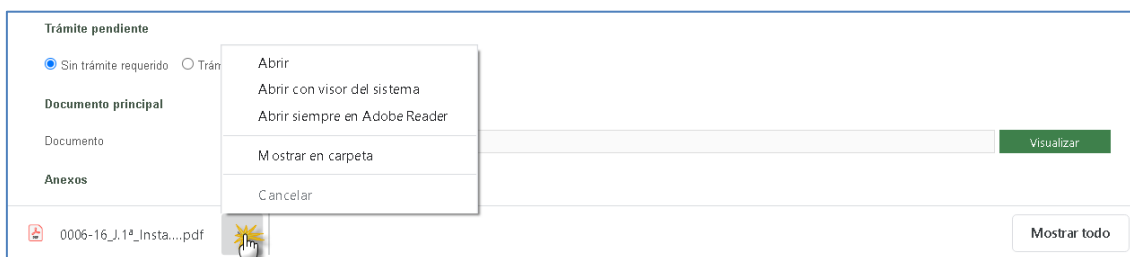 Trámite pendiente
Sin trámite requerido Trám
Abrir
Abrir con visor del sistema
Abrir siempre en Adobe Reader
Documento principal
Documento
Visualizar
Mostrar en carpeta
Anexos
Cancelar
0006-16_J.1ª_Insta....pdf
Mostrar todo